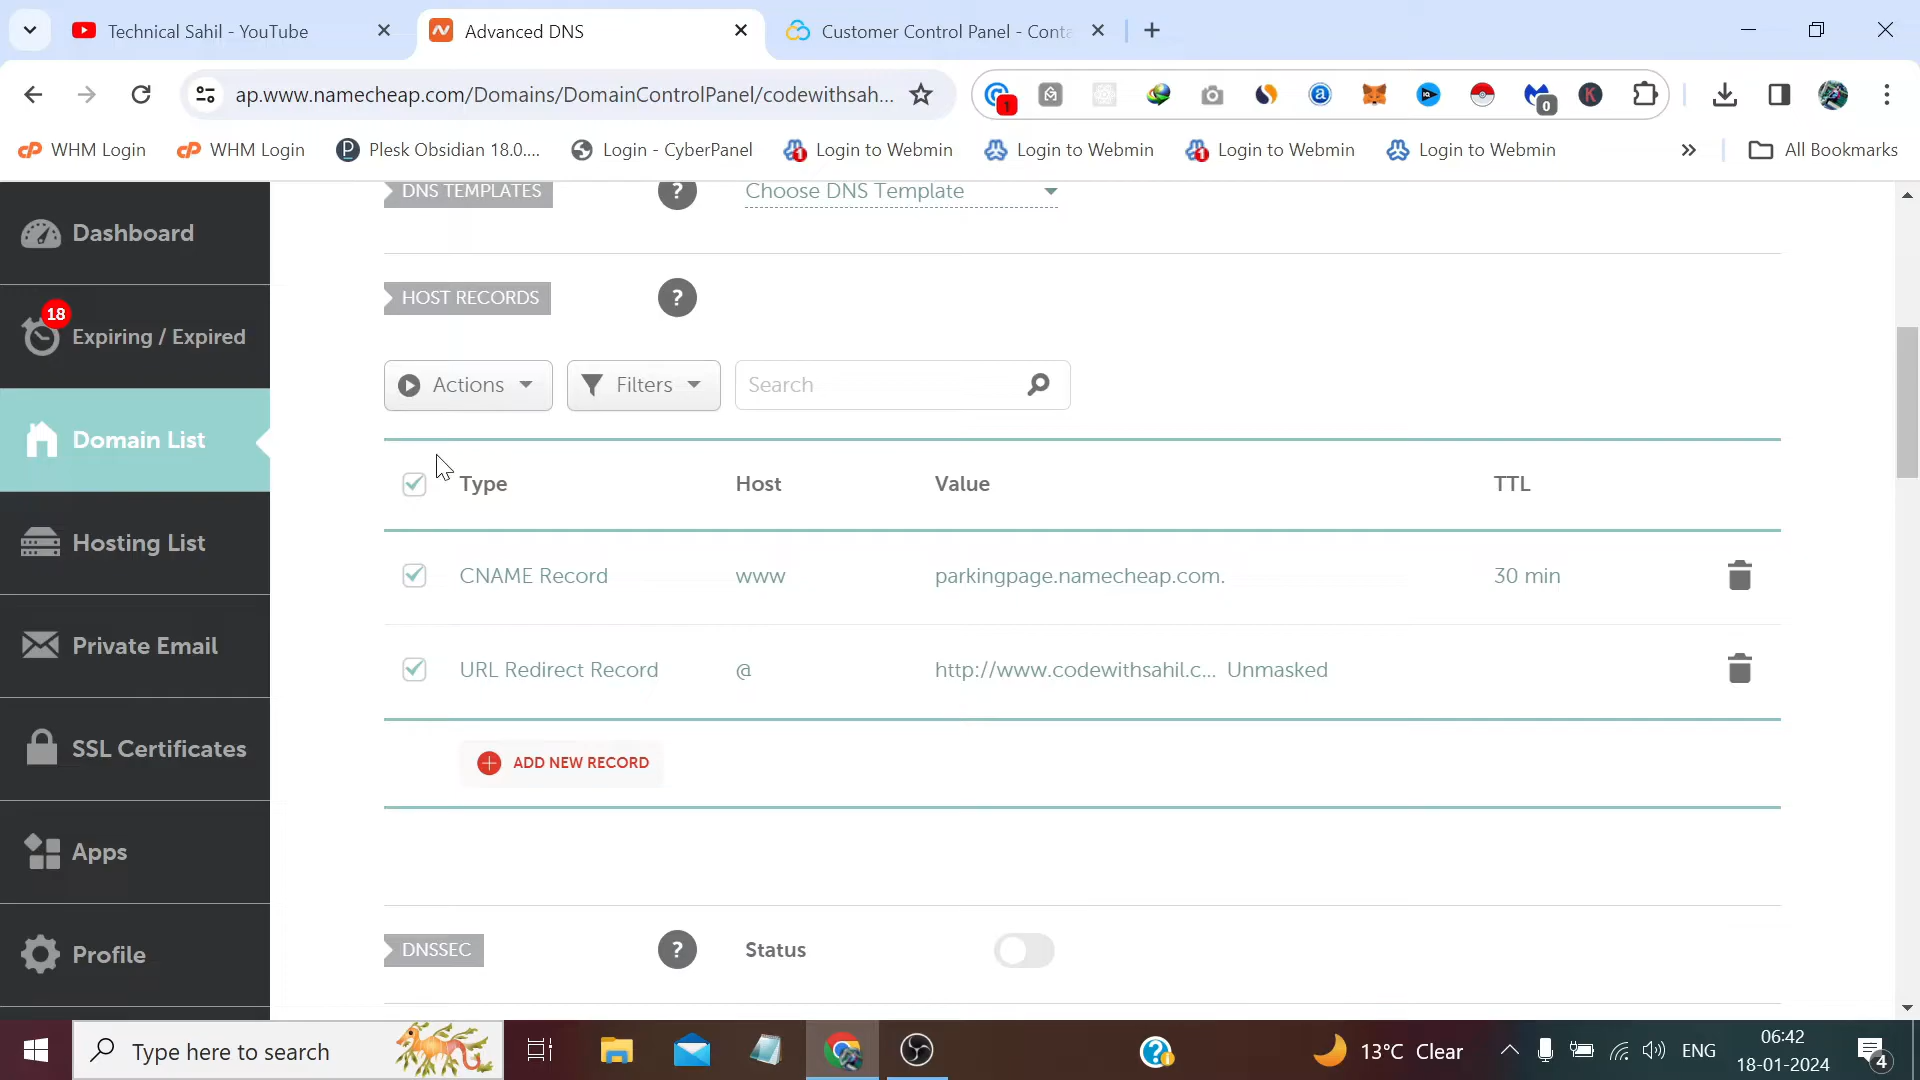 Technical Sahil - YouTube
Advanced DNS
Customer Control Panel - Conta
ap.www.namecheap.com/Domains/DomainControlPanel/codewithsah...
1
0
K
WHM Login
WHM Login
Plesk Obsidian 18.0....
Login - CyberPanel
Login to Webmin
Login to Webmin
Login to Webmin
Login to Webmin
»
All Bookmarks
Dashboard
18
Expiring / Expired
Domain List
Hosting List
Private Email
SSL Certificates
Apps
Profile
DNS TEMPLATES
?
Choose DNS Template
HOST RECORDS
?
Actions
Filters
Search
Type Host Value TTL
CNAME Record www parkingpage.namecheap.com. 30 min
URL Redirect Record @ http://www.codewithsahil.c... Unmasked
ADD NEW RECORD
DNSSEC
?
Status
Type here to search
13°C Clear
ENG
06:42
18-01-2024
4